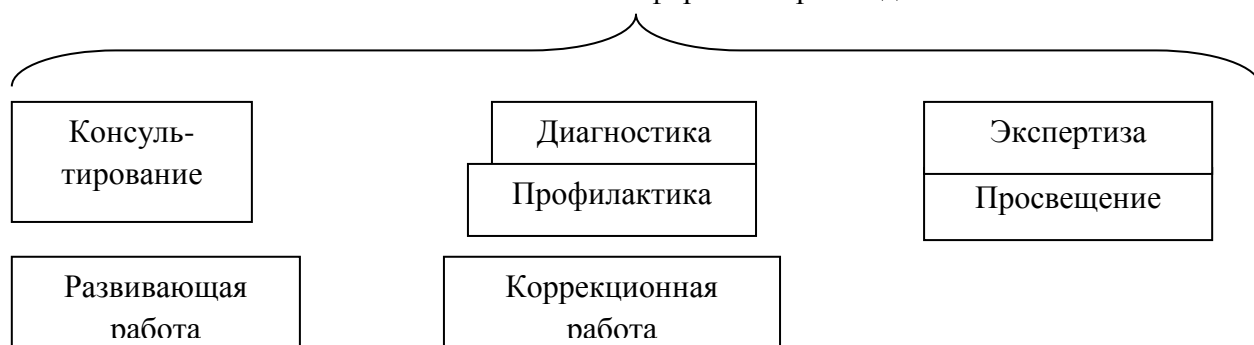 Консуль-
тирование
Диагностика
Профилактика
Экспертиза
Просвещение
Развивающая
работа
Коррекционная
работа